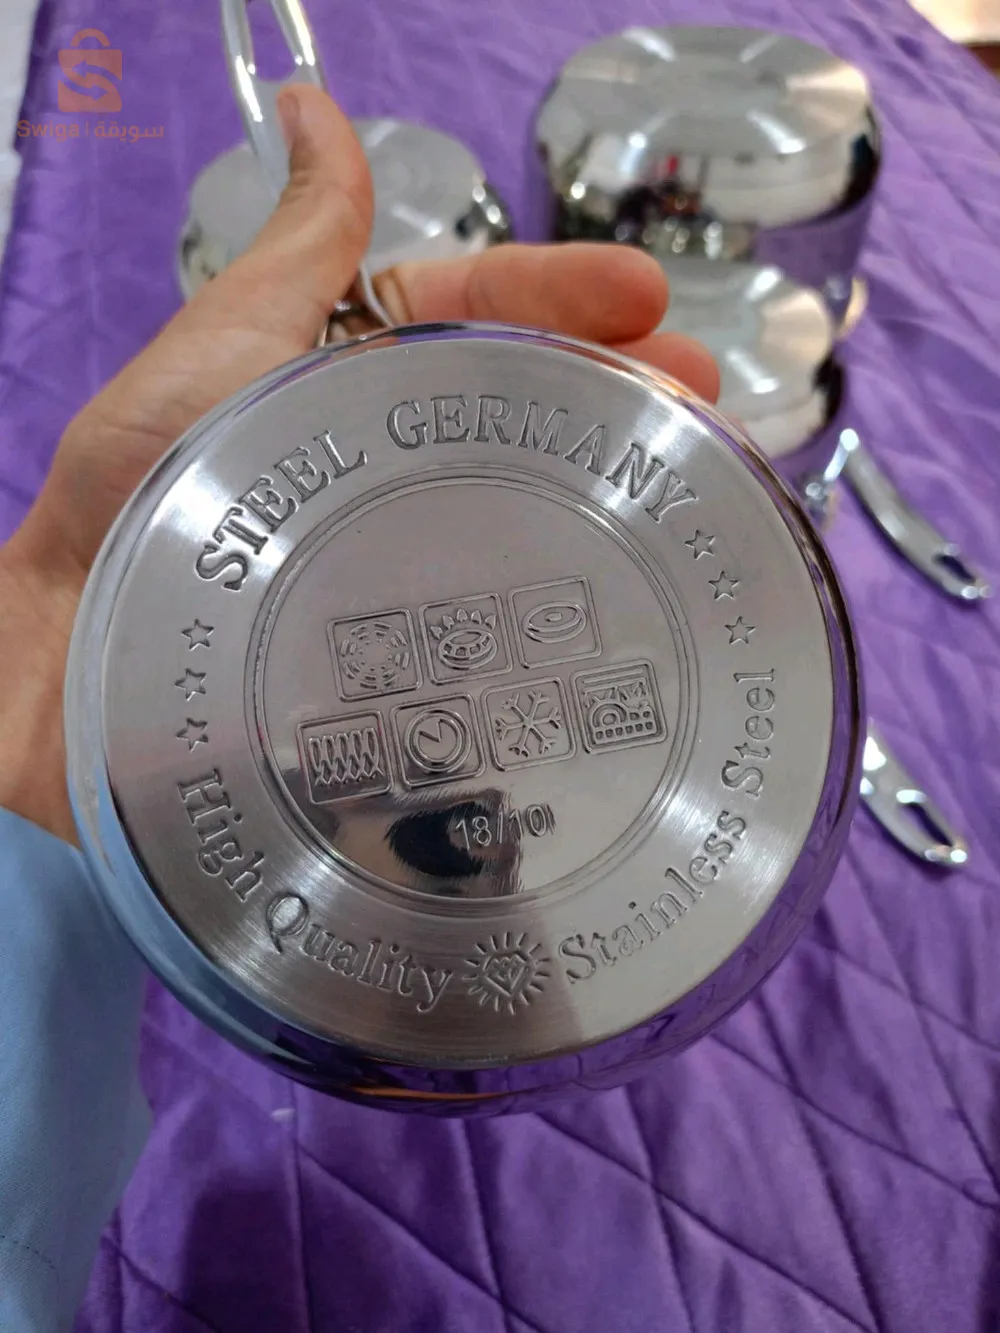 Swiga | سويقة
STEEL GERMANY
18/10
High Quality Stainless Steel